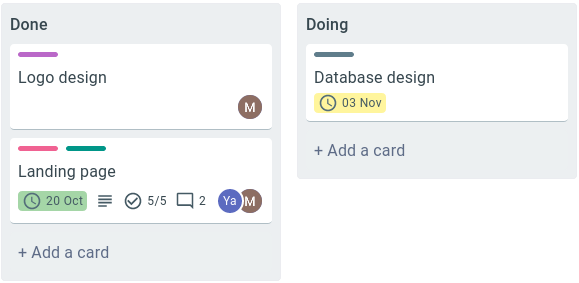 Done
Logo design
M
Landing page
20 Oct 5/5 2 Ya M
+ Add a card
Doing
Database design
03 Nov
+ Add a card